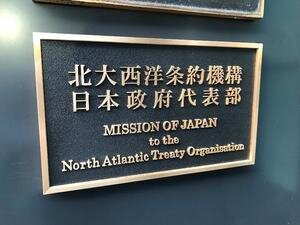 北大西洋条約機構
日本政府代表部
MISSION OF JAPAN
to the
North Atlantic Treaty Organisation